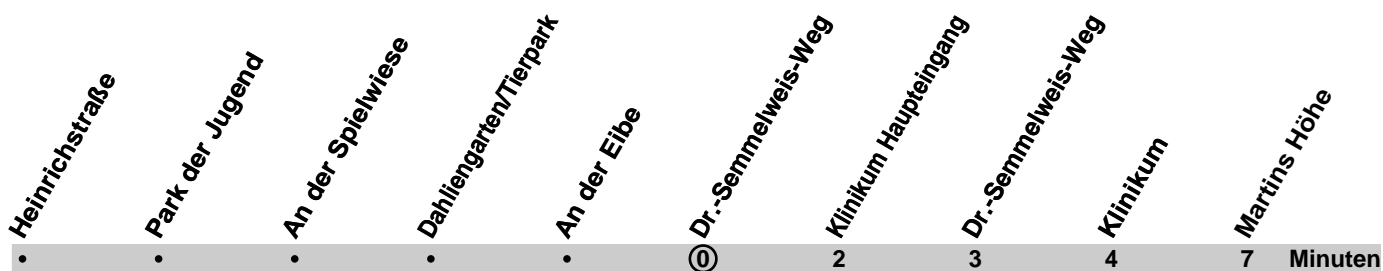 Heinrichstraße
Park der Jugend
An der Spielwiese
Dahliengarten/Tierpark
An der Eibe
Dr.-Semmelweis-Weg
Klinikum Haupteingang
Dr.-Semmelweis-Weg
Klinikum
Martins Höhe
• • • • • 0 2 3 4 7 Minuten